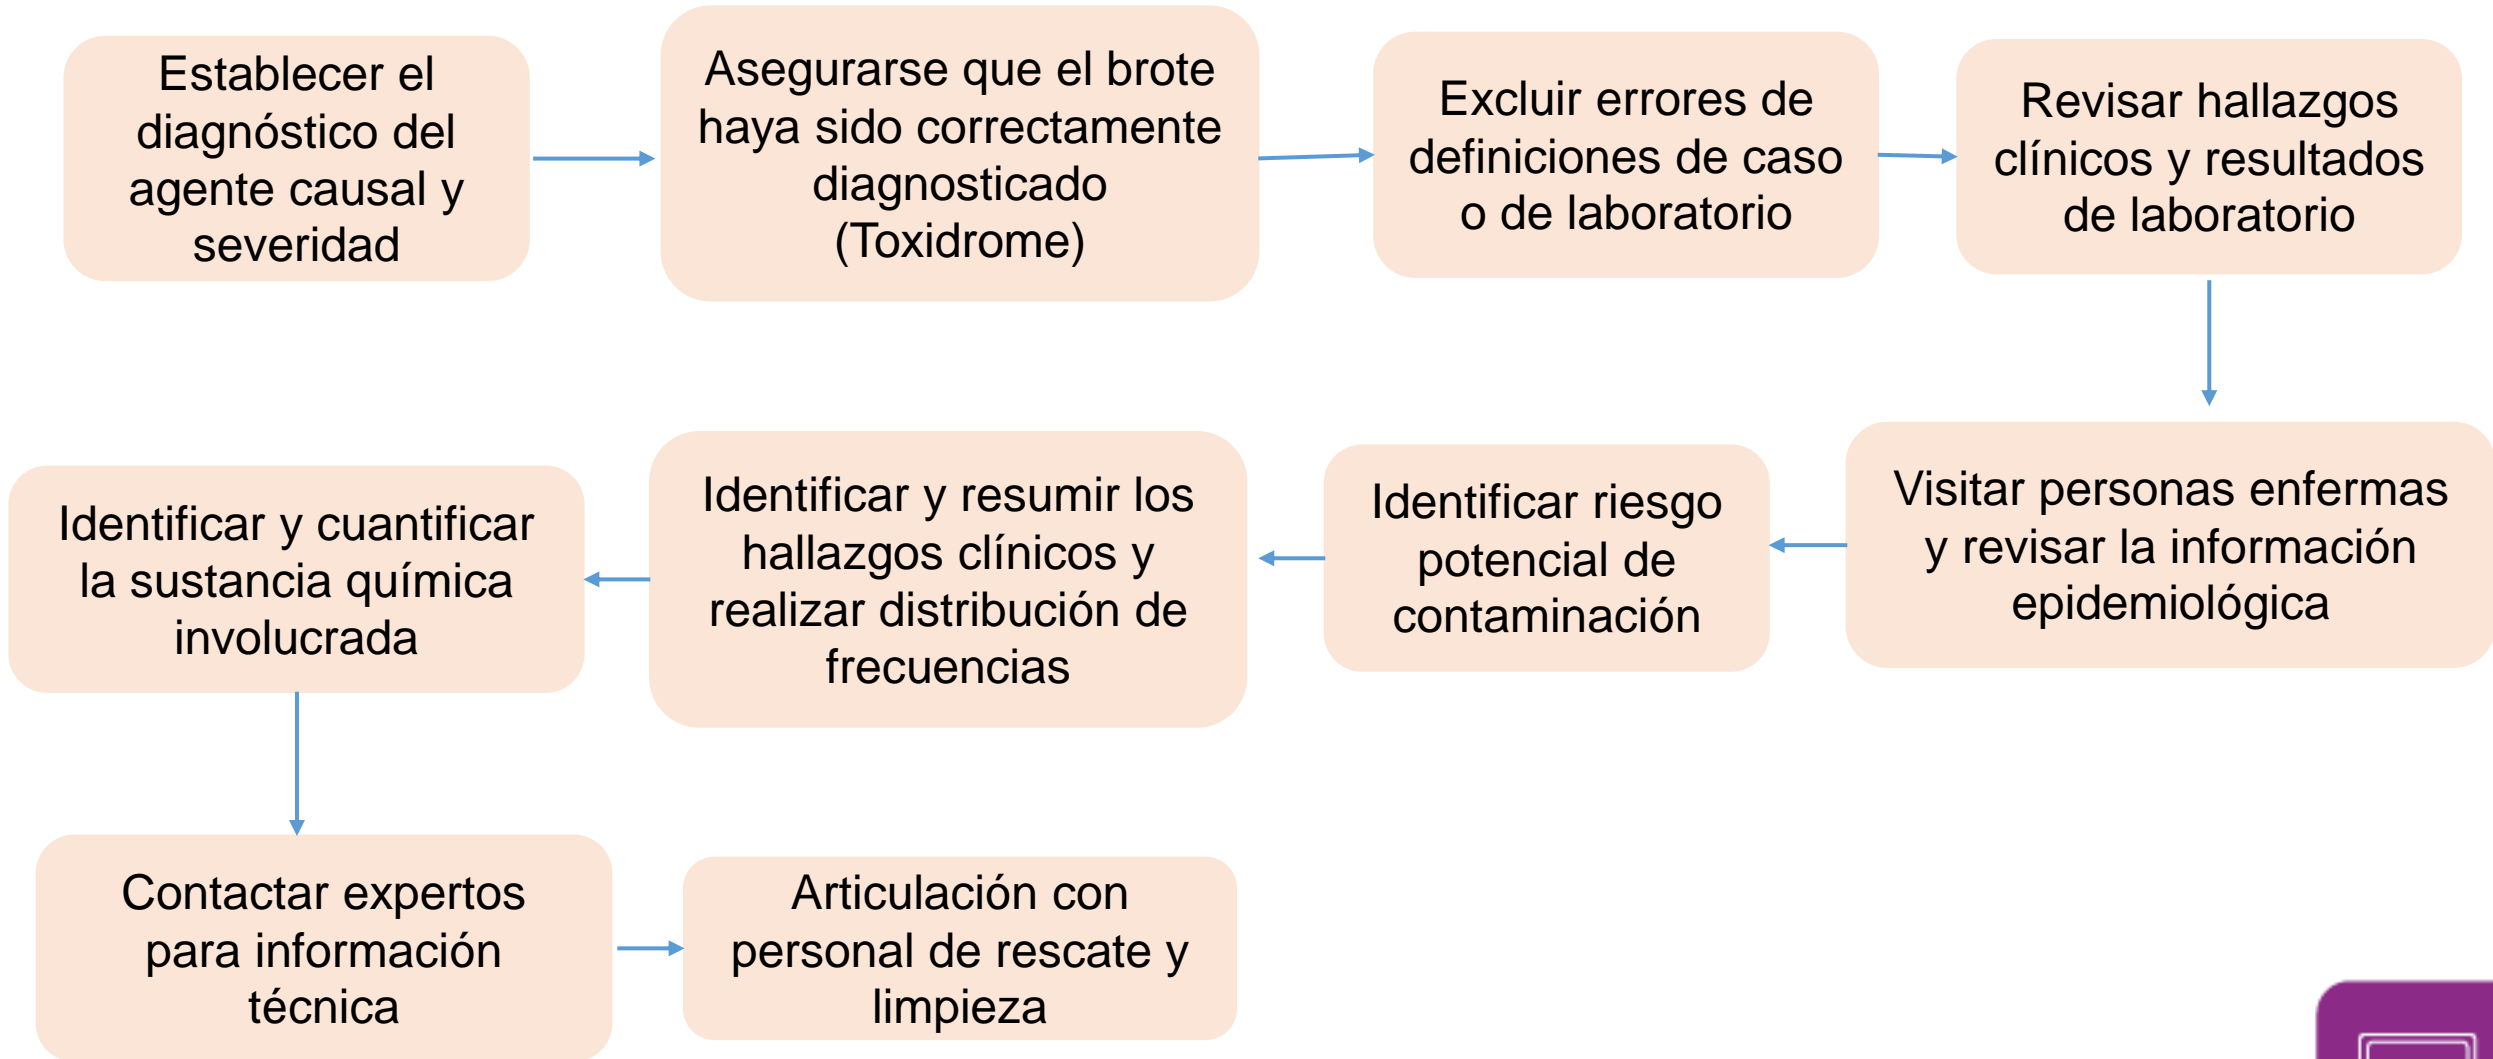 Establecer el
diagnóstico del
agente causal y
severidad
Asegurarse que el brote
haya sido correctamente
diagnosticado
(Toxidrome)
Excluir errores de
definiciones de caso
o de laboratorio
Revisar hallazgos
clínicos y resultados
de laboratorio
Visitar personas enfermas
y revisar la información
epidemiológica
Identificar riesgo
potencial de
contaminación
Identificar y resumir los
hallazgos clínicos y
realizar distribución de
frecuencias
Identificar y cuantificar
la sustancia química
involucrada
Contactar expertos
para información
técnica
Articulación con
personal de rescate y
limpieza